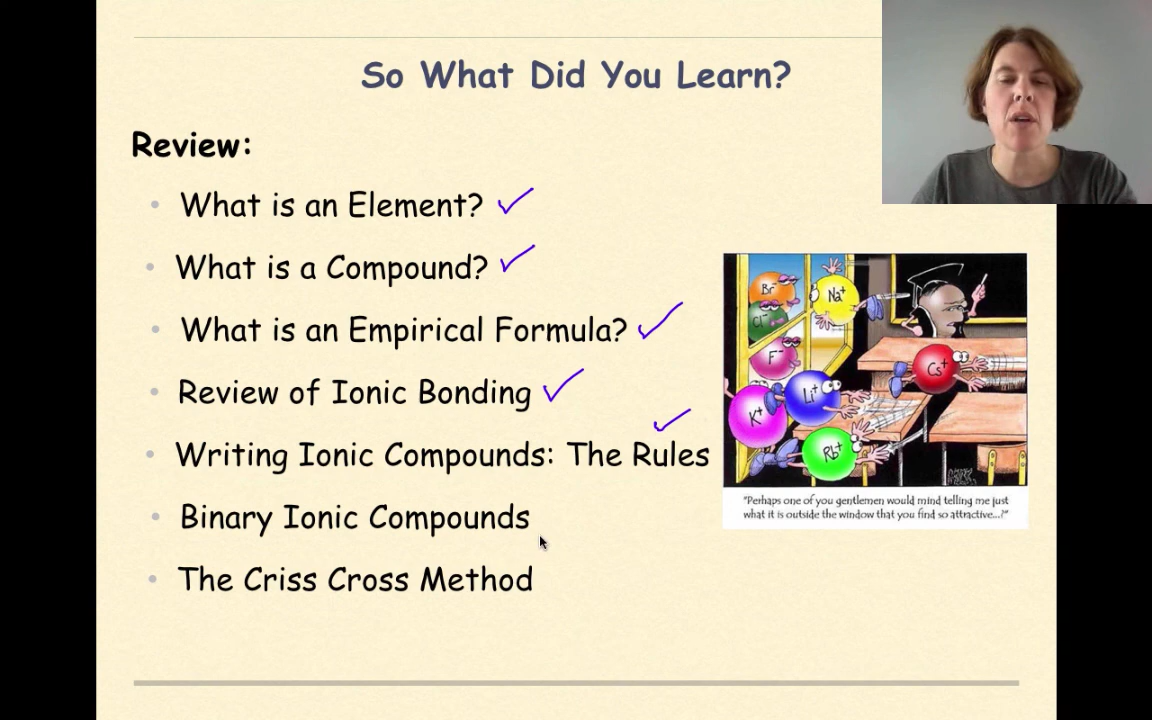 So What Did You Learn?
Review:
• What is an Element? ✓
• What is a Compound? ✓
• What is an Empirical Formula? ✓
• Review of Ionic Bonding ✓
• Writing Ionic Compounds: The Rules ✓
• Binary Ionic Compounds
• The Criss Cross Method
Br-
Na+
Cl-
F-
Cs+
Li+
K+
Rb+
"Perhaps one of you gentlemen would mind telling me just
what it is outside the window that you find so attractive...?"